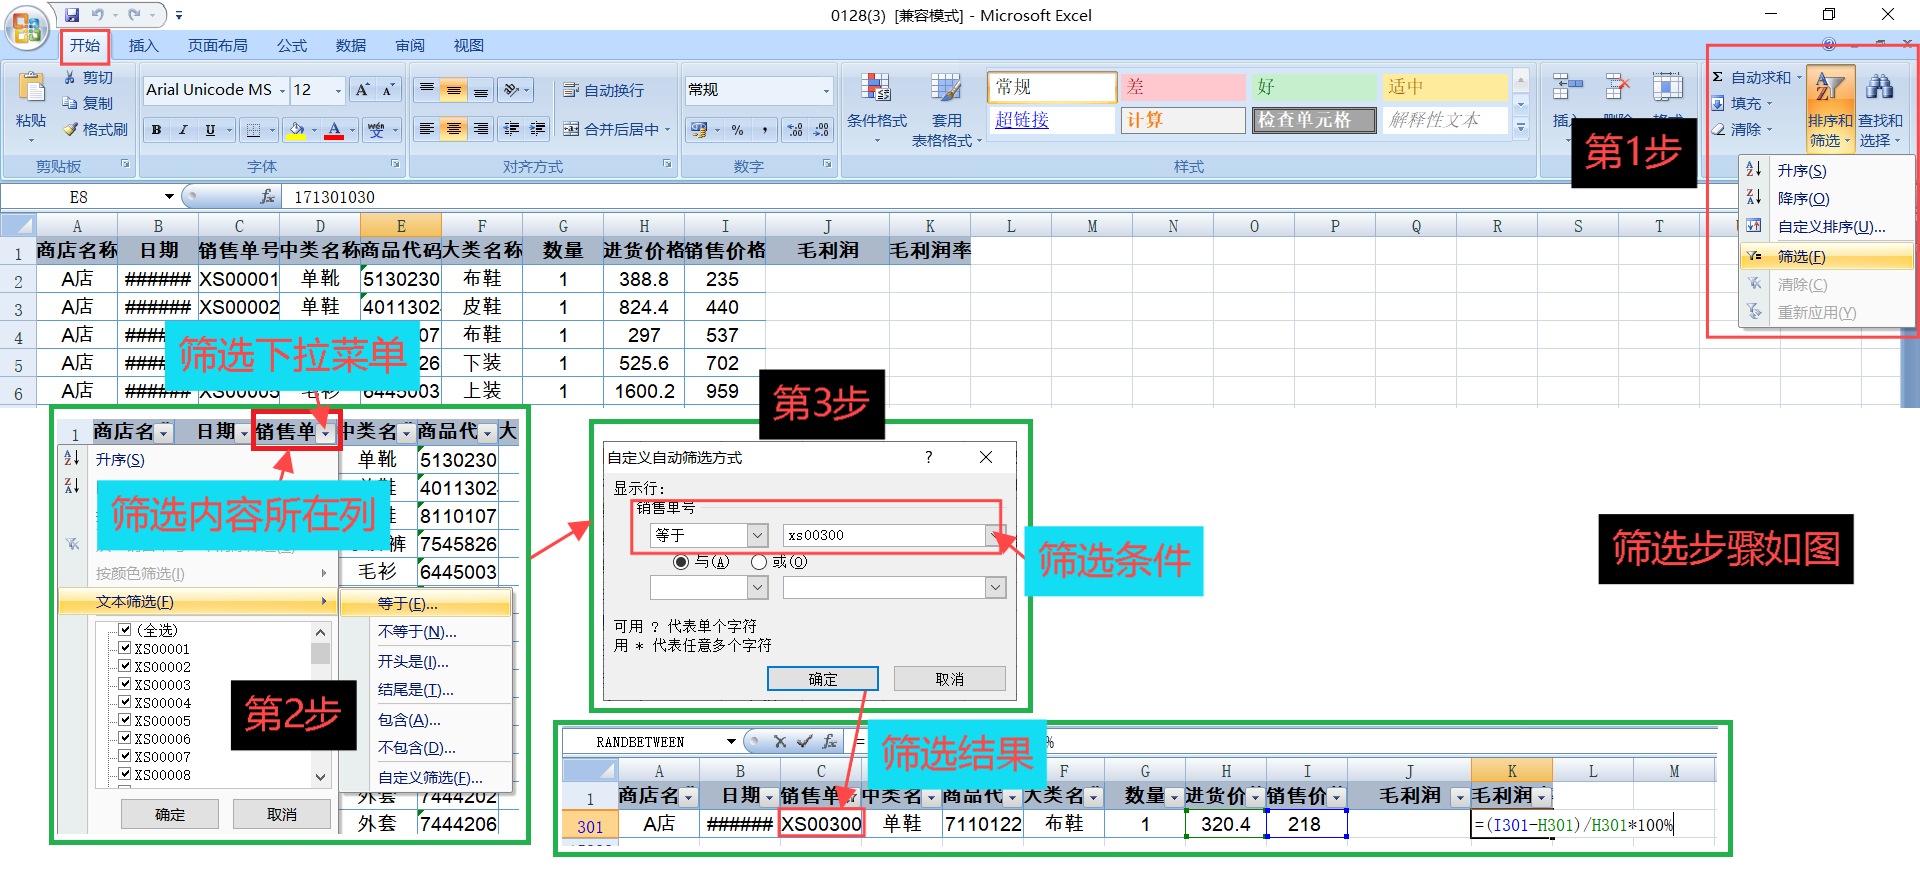 0128(3) [兼容模式] - Microsoft Excel
开始 插入 页面布局 公式 数据 审阅 视图
粘贴 剪切 复制 格式刷 剪贴板
Arial Unicode MS 12
B I U A 字体
自动换行
合并后居中
对齐方式
常规
% ,
数字
条件格式 套用表格格式
常规 差 好 适中
超链接 计算 检查单元格 解释性文本
样式
第1步
Σ 自动求和
填充
清除
排序和筛选 查找和选择
升序(S)
降序(O)
自定义排序(U)...
筛选(F)
清除(C)
重新应用(Y)
E8 fx 171301030
A B C D E F G H I J K L M N O P Q R S T
1 商店名称 日期 销售单号 中类名称 商品代码 大类名称 数量 进货价格 销售价格 毛利润 毛利润率
2 A店 ###### XS00001 单靴 5130230 布鞋 1 388.8 235
3 A店 ###### XS00002 单鞋 4011302 皮鞋 1 824.4 440
4 A店 07 布鞋 1 297 537
5 A店 26 下装 1 525.6 702
6 A店 ###### XS00005 毛衫 6445003 上装 1 1600.2 959
筛选下拉菜单
1 商店名 日期 销售单 中类名 商品代 大
升序(S)
单靴 5130230
鞋 4011302
鞋 8110107
裤 7545826
毛衫 6445003
筛选内容所在列
按颜色筛选(I)
文本筛选(F)
(全选)
XS00001
XS00002
XS00003
XS00004
XS00005
XS00006
XS00007
XS00008
确定 取消
等于(E)...
不等于(N)...
开头是(I)...
结尾是(T)...
包含(A)...
不包含(D)...
自定义筛选(F)...
外套 7444202
外套 7444206
第2步
第3步
自定义自动筛选方式 ?
显示行:
销售单号
等于 xs00300
与(A) 或(O)
可用 ? 代表单个字符
用 * 代表任意多个字符
确定 取消
筛选条件
筛选步骤如图
筛选结果
RANDBETWEEN fx = %
A B C F G H I J K L M
1 商店名 日期 销售单 中类名 商品代 大类名 数量 进货价 销售价 毛利润 毛利润
301 A店 ###### XS00300 单鞋 7110122 布鞋 1 320.4 218 =(I301-H301)/H301*100%